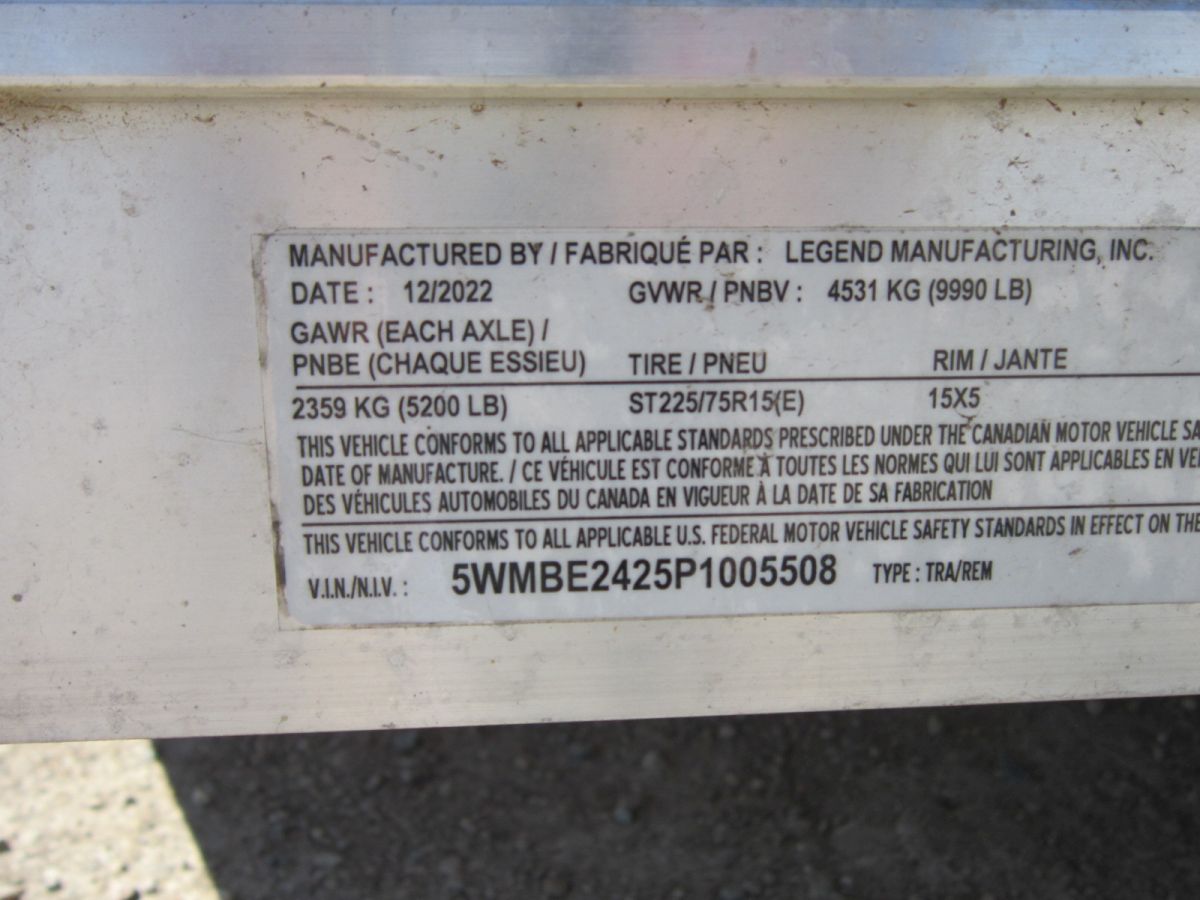 MANUFACTURED BY / FABRIQUÉ PAR : LEGEND MANUFACTURING, INC.
DATE : 12/2022 GVWR / PNBV : 4531 KG (9990 LB)
GAWR (EACH AXLE) /
PNBE (CHAQUE ESSIEU) TIRE / PNEU RIM / JANTE
2359 KG (5200 LB) ST225/75R15(E) 15X5
THIS VEHICLE CONFORMS TO ALL APPLICABLE STANDARDS PRESCRIBED UNDER THE CANADIAN MOTOR VEHICLE
DATE OF MANUFACTURE. / CE VÉHICULE EST CONFORME À TOUTES LES NORMES QUI LUI SONT APPLICABLES EN
DES VÉHICULES AUTOMOBILES DU CANADA EN VIGUEUR À LA DATE DE SA FABRICATION
THIS VEHICLE CONFORMS TO ALL APPLICABLE U.S. FEDERAL MOTOR VEHICLE SAFETY STANDARDS IN EFFECT ON THE
V.I.N./N.I.V. : 5WMBE2425P1005508 TYPE : TRA/REM